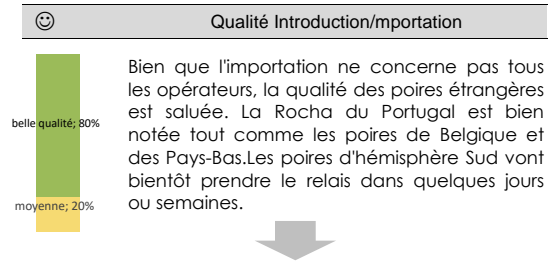 ☺ Qualité Introduction/mportation
belle qualité; 80%
moyenne; 20%
Bien que l'importation ne concerne pas tous
les opérateurs, la qualité des poires étrangères
est saluée. La Rocha du Portugal est bien
notée tout comme les poires de Belgique et
des Pays-Bas.Les poires d'hémisphère Sud vont
bientôt prendre le relais dans quelques jours
ou semaines.